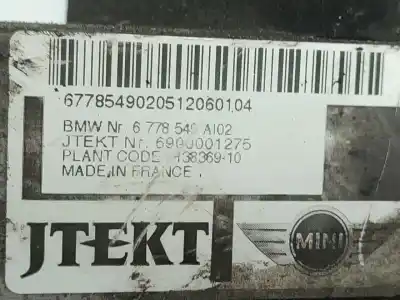 67785490205120601 04
BMW Nr 6 778 549 AI02
JTEKT Nr. 6900001275
PLANT CODE 438369-10
MADE IN FRANCE
JTEKT
MINI